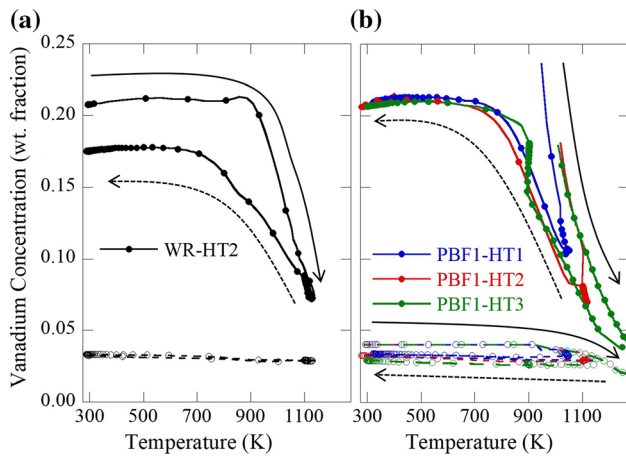 (a)
(b)
Vanadium Concentration (wt. fraction)
0.25
0.20
0.15
0.10
0.05
0.00
WR-HT2
PBF1-HT1
PBF1-HT2
PBF1-HT3
300 500 700 900 1100
300 500 700 900 1100
Temperature (K)
Temperature (K)